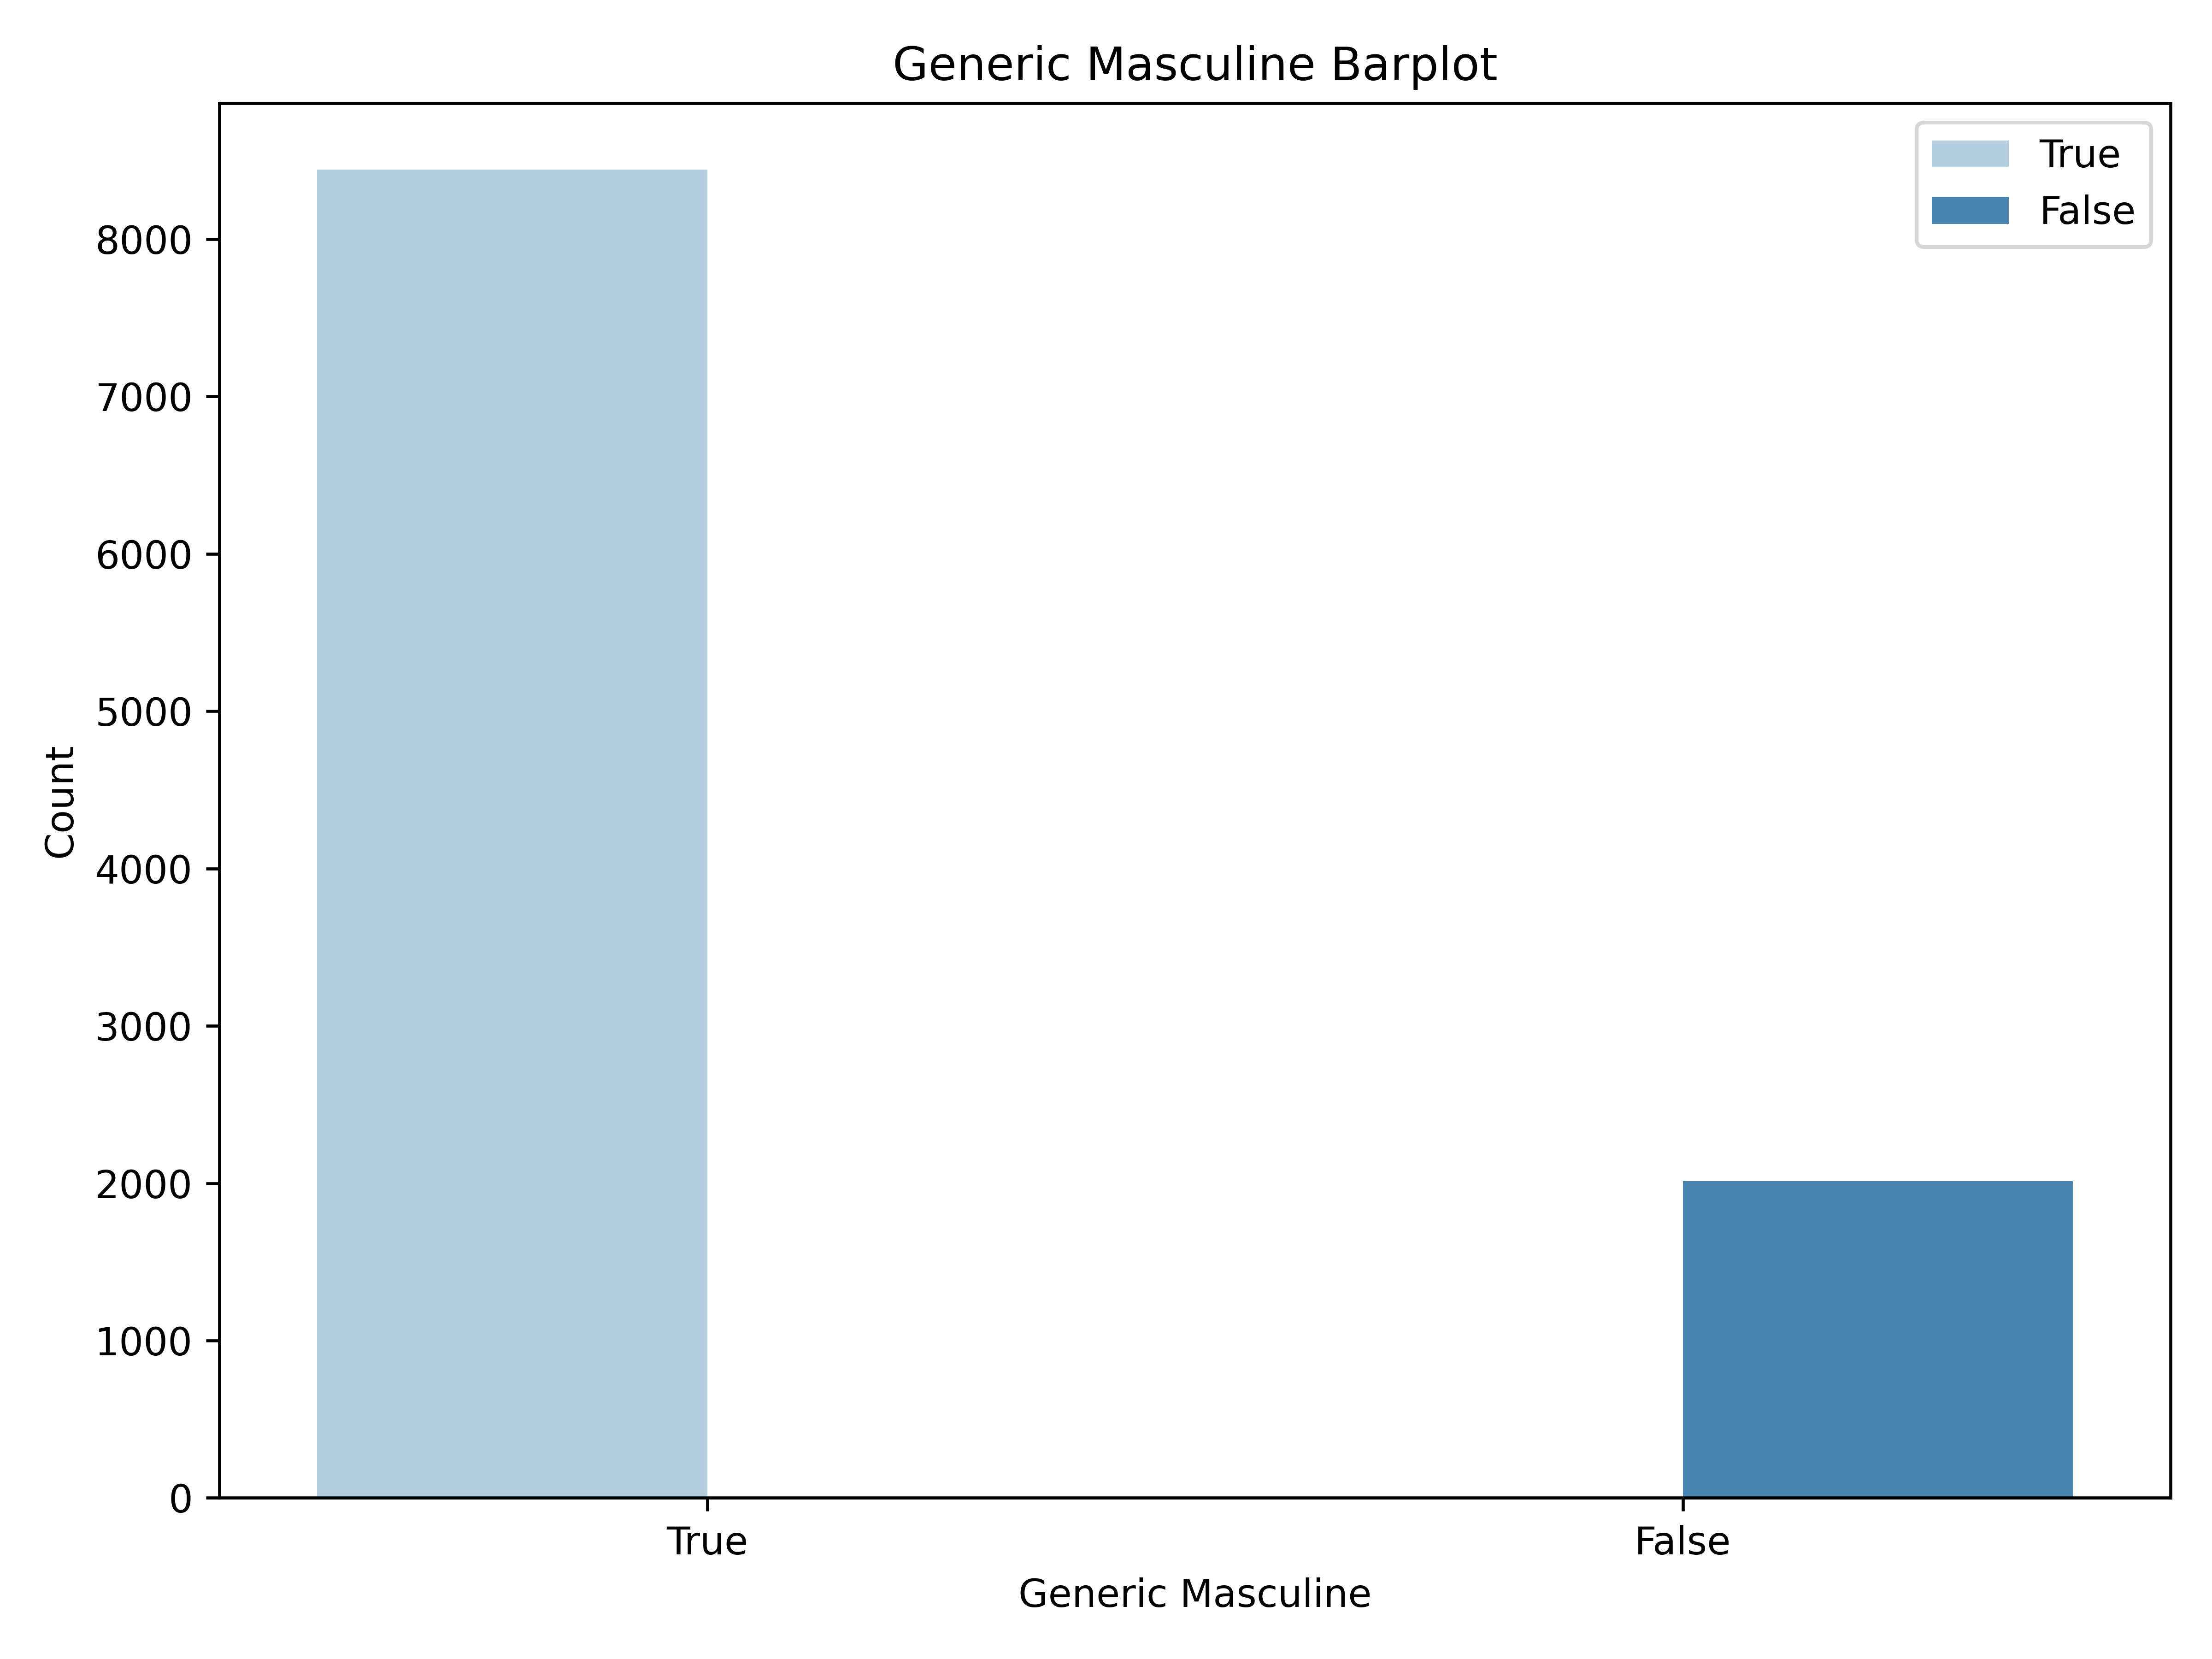 Generic Masculine Barplot
True
False
8000
7000
6000
5000
4000
3000
2000
1000
0
Count
True
False
Generic Masculine